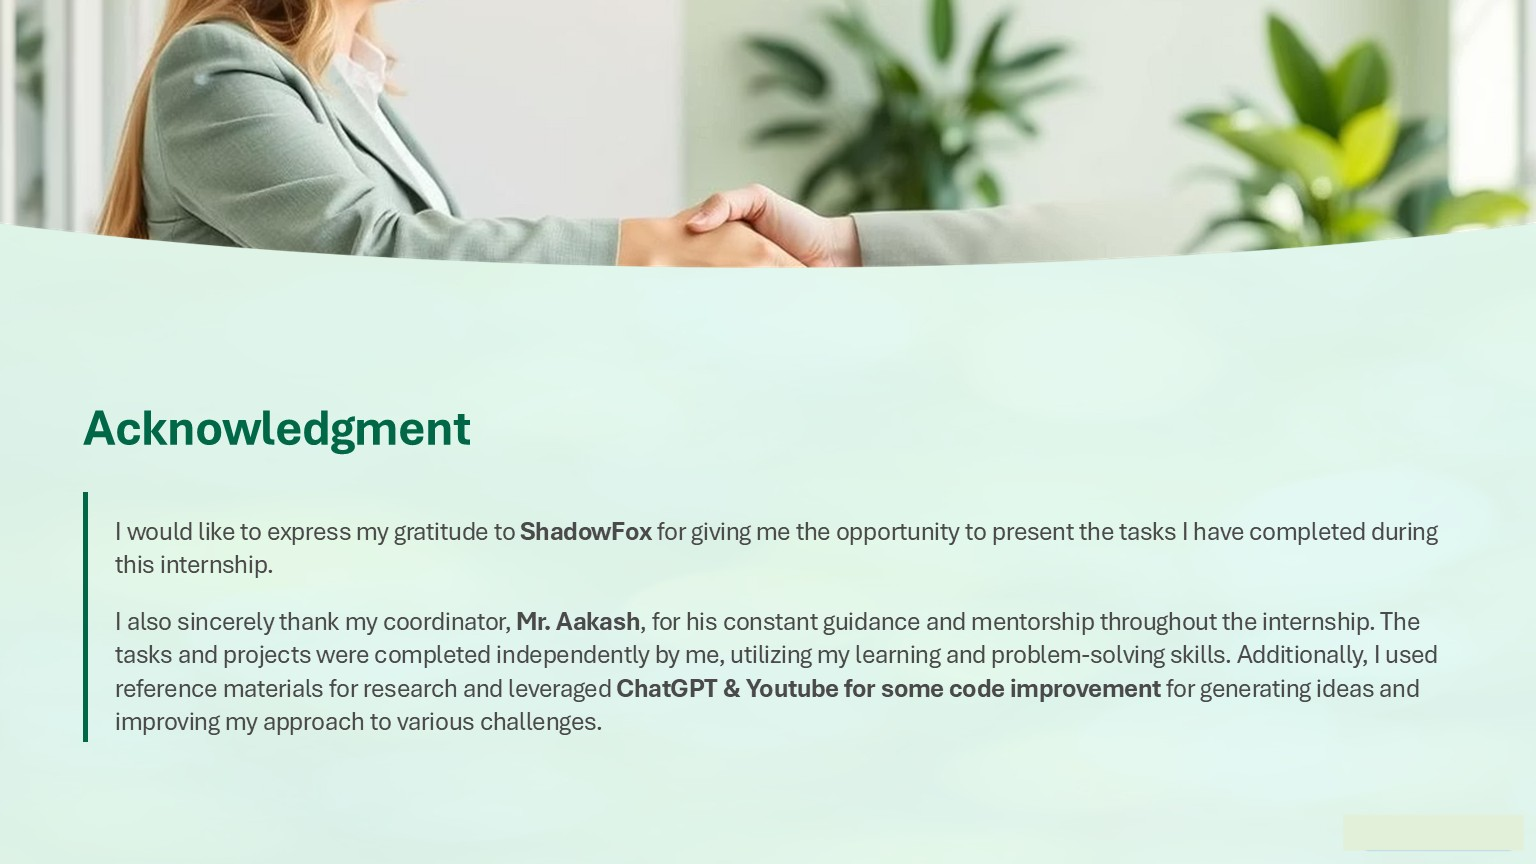 Acknowledgment
I would like to express my gratitude to ShadowFox for giving me the opportunity to present the tasks I have completed during
this internship.
I also sincerely thank my coordinator, Mr. Aakash, for his constant guidance and mentorship throughout the internship. The
tasks and projects were completed independently by me, utilizing my learning and problem-solving skills. Additionally, I used
reference materials for research and leveraged ChatGPT & Youtube for some code improvement for generating ideas and
improving my approach to various challenges.